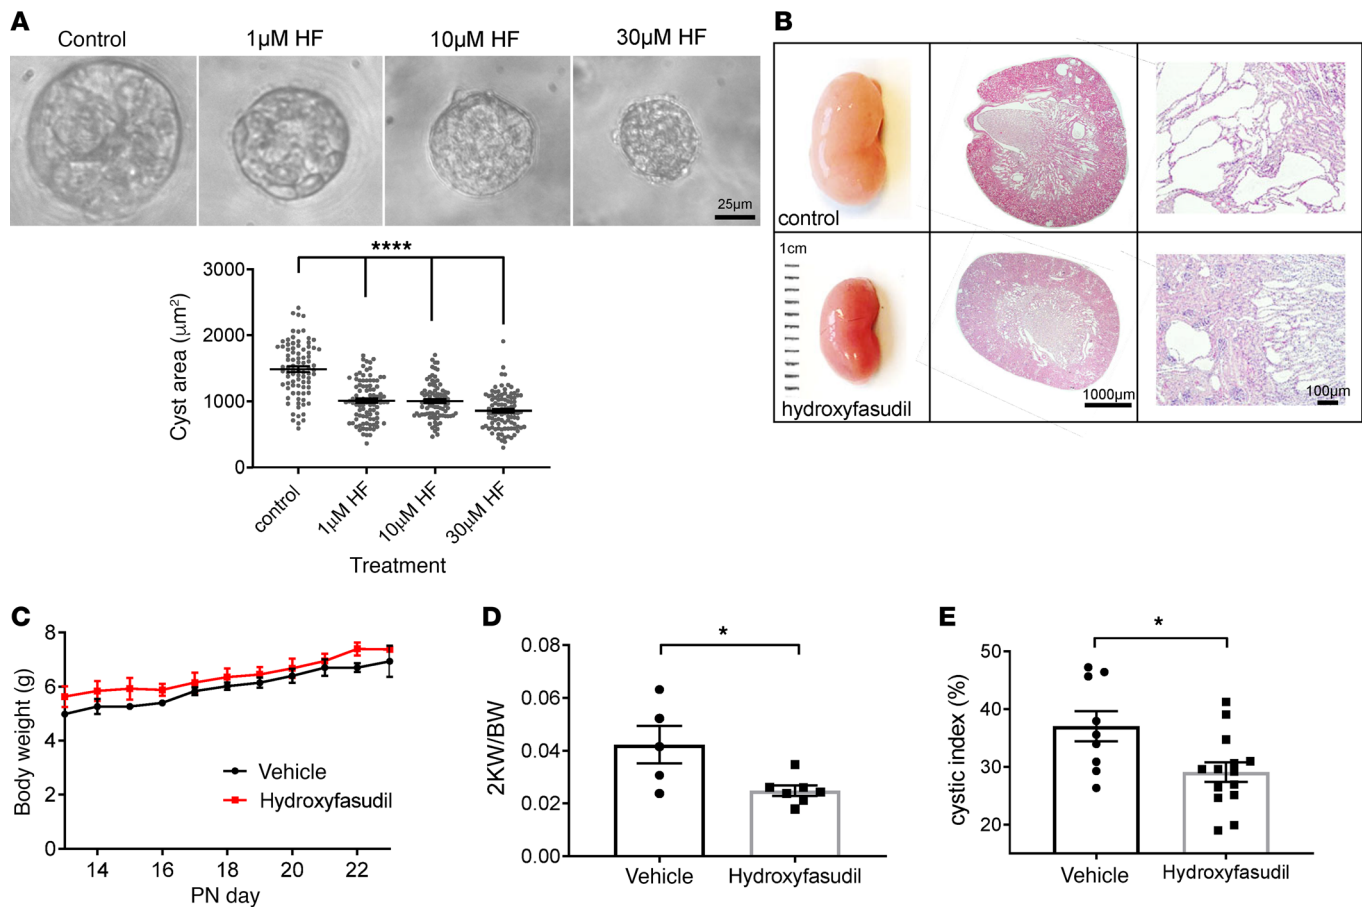 A
Control
1µM HF
10µM HF
30µM HF
25µm
****
3000
2000
1000
0
Cyst area (µm²)
control
1µM HF
10µM HF
30µM HF
Treatment
B
control
1cm
hydroxyfasudil
1000µm
100µm
C
8
6
4
2
0
Body weight (g)
Vehicle
Hydroxyfasudil
14
16
18
20
22
PN day
D
*
0.08
0.06
0.04
0.02
0.00
2KW/BW
Vehicle
Hydroxyfasudil
E
*
50
40
30
20
cystic index (%)
Vehicle
Hydroxyfasudil